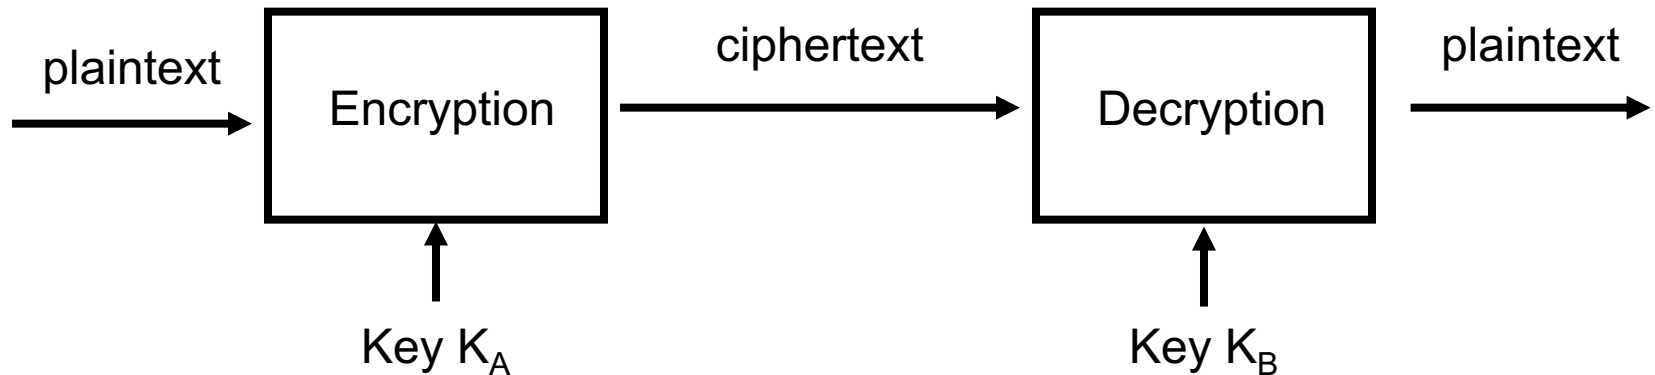 plaintext
Encryption
ciphertext
Decryption
plaintext
Key K_A
Key K_B